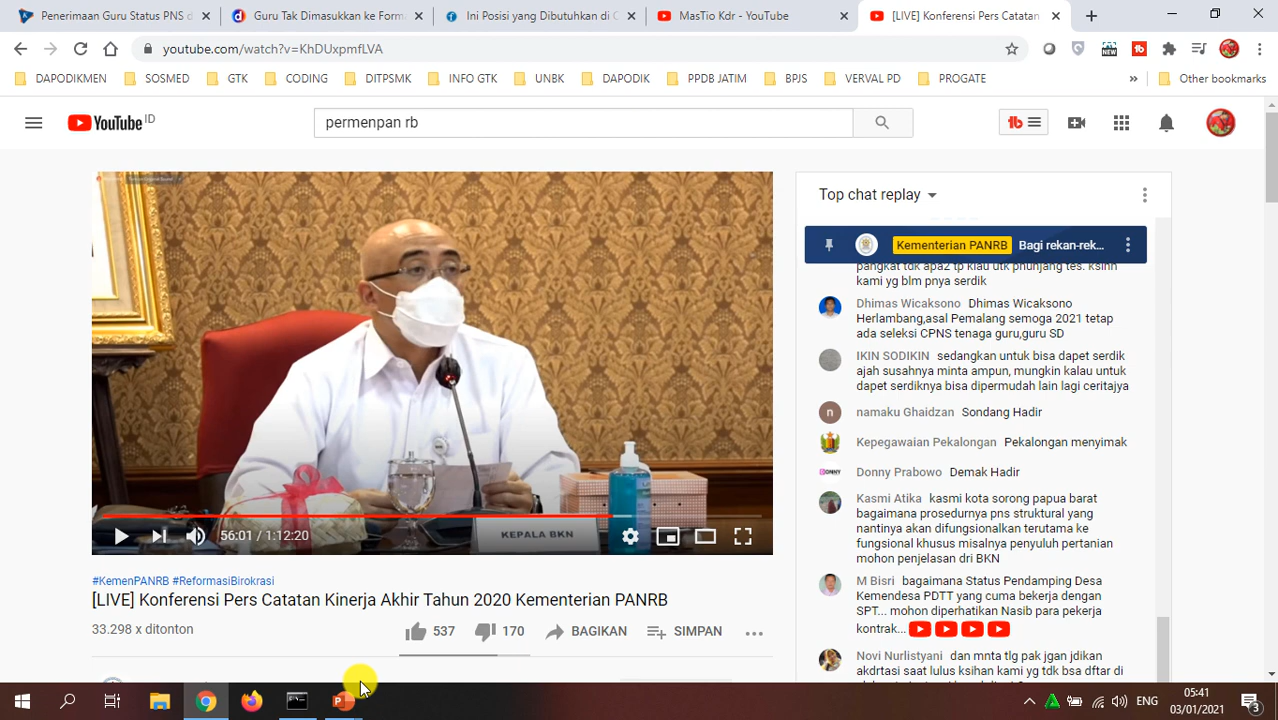 Penerimaan Guru Status PNS d
Guru Tak Dimasukkan ke Form
Ini Posisi yang Dibutuhkan di C
MasTio Kdr - YouTube
[LIVE] Konferensi Pers Catatan
youtube.com/watch?v=KhDUxpmfLVA
DAPODIKMEN
SOSMED
GTK
CODING
DITPSMK
INFO GTK
UNBK
DAPODIK
PPDB JATIM
BPJS
VERVAL PD
PROGATE
»
Other bookmarks
YouTube ID
permenpan rb
Top chat replay
Kementerian PANRB Bagi rekan-rek...
pangkat tdk apa2 tp klau utk pnunjang tes. ksihn
kami yg blm pnya serdik
Dhimas Wicaksono Dhimas Wicaksono
Herlambang,asal Pemalang semoga 2021 tetap
ada seleksi CPNS tenaga guru,guru SD
IKIN SODIKIN sedangkan untuk bisa dapet serdik
ajah susahnya minta ampun, mungkin kalau untuk
dapet serdiknya bisa dipermudah lain lagi ceritajya
namaku Ghaidzan Sondang Hadir
Kepegawaian Pekalongan Pekalongan menyimak
Donny Prabowo Demak Hadir
Kasmi Atika kasmi kota sorong papua barat
bagaimana prosedurnya pns struktural yang
nantinya akan difungsionalkan terutama ke
fungsional khusus misalnya penyuluh pertanian
mohon penjelasan dri BKN
M Bisri bagaimana Status Pendamping Desa
Kemendesa PDTT yang cuma bekerja dengan
SPT... mohon diperhatikan Nasib para pekerja
kontrak...
Novi Nurlistyani dan mnta tlg pak jgan jdikan
akdrtasi saat lulus ksihan kami yg tdk bsa dftar di
KEPALA BKN
56:01 / 1:12:20
#KemenPANRB #ReformasiBirokrasi
[LIVE] Konferensi Pers Catatan Kinerja Akhir Tahun 2020 Kementerian PANRB
33.298 x ditonton
537
170
BAGIKAN
SIMPAN
ENG
05:41
03/01/2021
3